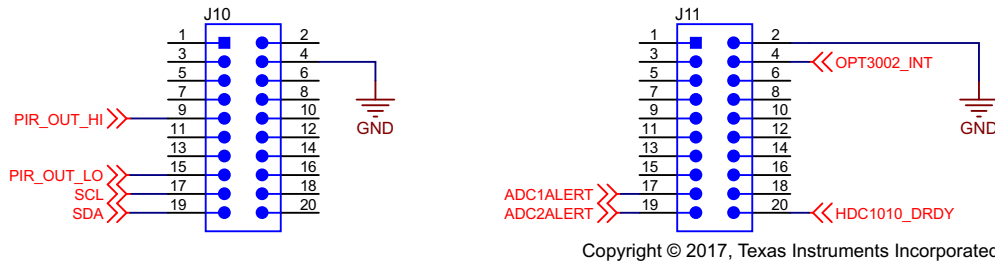 J10
1 2
3 4
5 6
7 8
PIR_OUT_HI 9 10
GND
11 12
13 14
PIR_OUT_LO 15 16
SCL 17 18
SDA 19 20
J11
1 2
3 4 OPT3002_INT
5 6
7 8
9 10
GND
11 12
13 14
15 16
ADC1ALERT 17 18
ADC2ALERT 19 20 HDC1010_DRDY
Copyright © 2017, Texas Instruments Incorporated